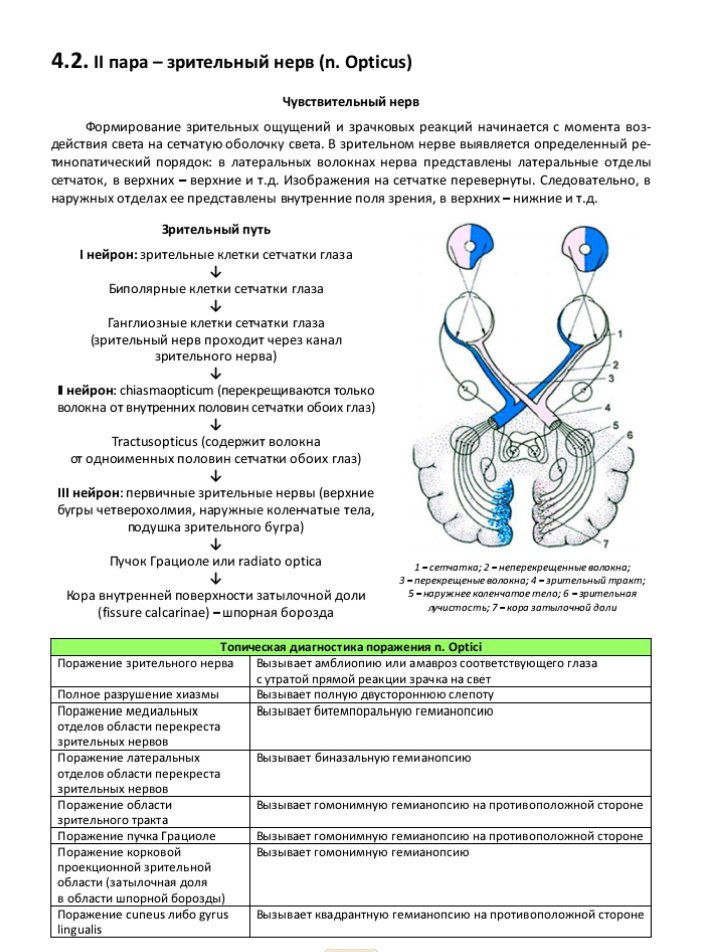 4.2. II пара – зрительный нерв (n. Opticus)
Чувствительный нерв
Формирование зрительных ощущений и зрачковых реакций начинается с момента воз-
действия света на сетчатую оболочку света. В зрительном нерве выявляется определенный ре-
тинопатический порядок: в латеральных волокнах нерва представлены латеральные отделы
сетчаток, в верхних – верхние и т.д. Изображения на сетчатке перевернуты. Следовательно, в
наружных отделах ее представлены внутренние поля зрения, в верхних – нижние и т.д.
Зрительный путь
I нейрон: зрительные клетки сетчатки глаза
↓
Биполярные клетки сетчатки глаза
↓
Ганглиозные клетки сетчатки глаза
(зрительный нерв проходит через канал
зрительного нерва)
↓
II нейрон: chiasmaopticum (перекрещиваются только
волокна от внутренних половин сетчатки обоих глаз)
↓
Tractusopticus (содержит волокна
от одноименных половин сетчатки обоих глаз)
↓
III нейрон: первичные зрительные нервы (верхние
бугры четверохолмия, наружные коленчатые тела,
подушка зрительного бугра)
↓
Пучок Грациоле или radiato optica
↓
Кора внутренней поверхности затылочной доли
(fissure calcarinae) – шпорная борозда
1
2
3
4
5
6
7
1 – сетчатка; 2 – неперекрещенные волокна;
3 – перекрещеные волокна; 4 – зрительный тракт;
5 – наружнее коленчатое тело; 6 – зрительная
лучистость; 7 – кора затылочной доли
Топическая диагностика поражения n. Optici
Поражение зрительного нерва
Вызывает амблиопию или амавроз соответствующего глаза
с утратой прямой реакции зрачка на свет
Полное разрушение хиазмы
Вызывает полную двустороннюю слепоту
Поражение медиальных
отделов области перекреста
зрительных нервов
Вызывает битемпоральную гемианопсию
Поражение латеральных
отделов области перекреста
зрительных нервов
Вызывает биназальную гемианопсию
Поражение области
зрительного тракта
Вызывает гомонимную гемианопсию на противоположной стороне
Поражение пучка Грациоле
Вызывает гомонимную гемианопсию на противоположной стороне
Поражение корковой
проекционной зрительной
области (затылочная доля
в области шпорной борозды)
Вызывает гомонимную гемианопсию
Поражение cuneus либо gyrus
lingualis
Вызывает квадрантную гемианопсию на противоположной стороне